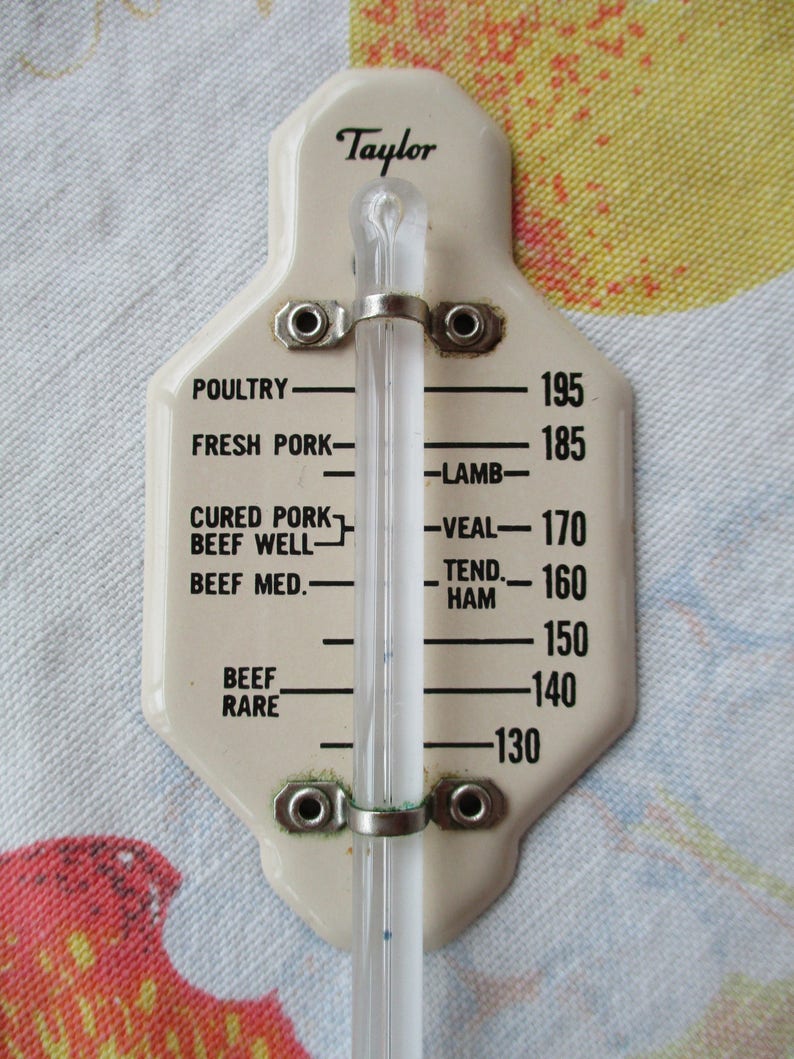 Taylor
POULTRY 195
FRESH PORK 185
LAMB
CURED PORK
BEEF WELL VEAL 170
BEEF MED. TEND. HAM 160
150
BEEF RARE 140
130